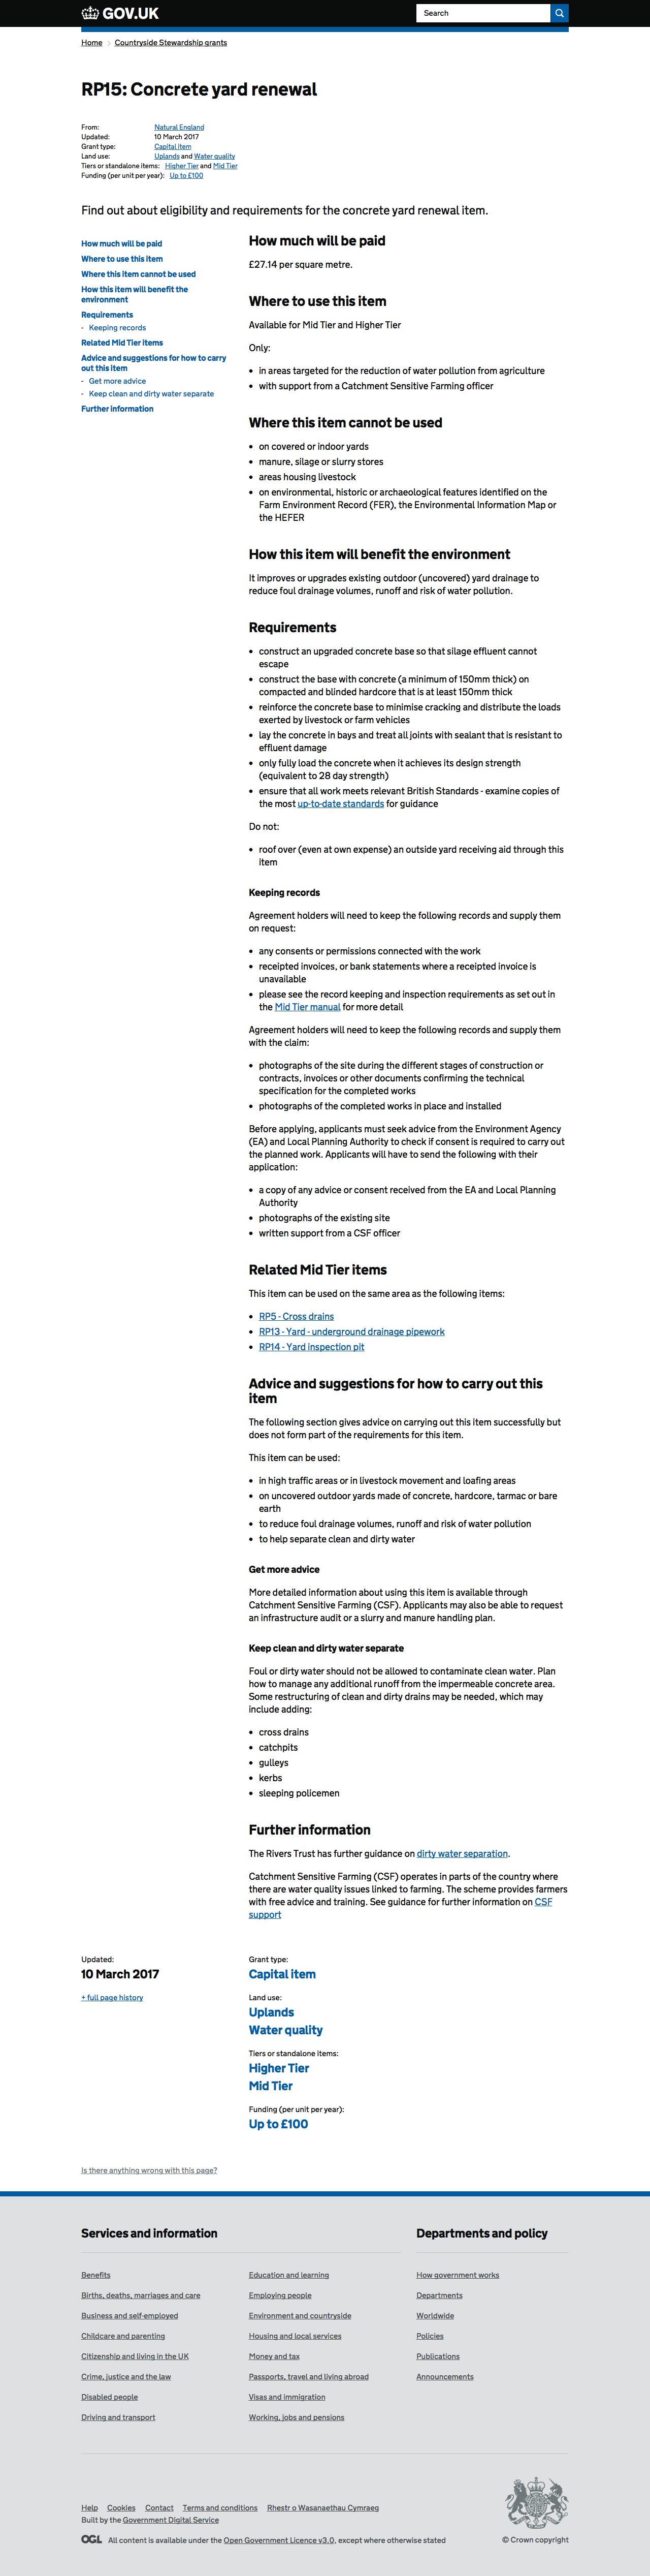 GOV.UK
Search
Home
Countryside Stewardship grants
RP15: Concrete yard renewal
From: Natural England
Updated: 10 March 2017
Grant type: Capital item
Land use: Uplands and Water quality
Tiers or standalone items: Higher Tier and Mid Tier
Funding (per unit per year): Up to £100
Find out about eligibility and requirements for the concrete yard renewal item.
How much will be paid
Where to use this item
Where this item cannot be used
How this item will benefit the
environment
Requirements
- Keeping records
Related Mid Tier items
Advice and suggestions for how to carry
out this item
- Get more advice
- Keep clean and dirty water separate
Further information
How much will be paid
£27.14 per square metre.
Where to use this item
Available for Mid Tier and Higher Tier
Only:
• in areas targeted for the reduction of water pollution from agriculture
• with support from a Catchment Sensitive Farming officer
Where this item cannot be used
• on covered or indoor yards
• manure, silage or slurry stores
• areas housing livestock
• on environmental, historic or archaeological features identified on the
Farm Environment Record (FER), the Environmental Information Map or
the HEFER
How this item will benefit the environment
It improves or upgrades existing outdoor (uncovered) yard drainage to
reduce foul drainage volumes, runoff and risk of water pollution.
Requirements
• construct an upgraded concrete base so that silage effluent cannot
escape
• construct the base with concrete (a minimum of 150mm thick) on
compacted and blinded hardcore that is at least 150mm thick
• reinforce the concrete base to minimise cracking and distribute the loads
exerted by livestock or farm vehicles
• lay the concrete in bays and treat all joints with sealant that is resistant to
effluent damage
• only fully load the concrete when it achieves its design strength
(equivalent to 28 day strength)
• ensure that all work meets relevant British Standards - examine copies of
the most up-to-date standards for guidance
Do not:
• roof over (even at own expense) an outside yard receiving aid through this
item
Keeping records
Agreement holders will need to keep the following records and supply them
on request:
• any consents or permissions connected with the work
• receipted invoices, or bank statements where a receipted invoice is
unavailable
• please see the record keeping and inspection requirements as set out in
the Mid Tier manual for more detail
Agreement holders will need to keep the following records and supply them
with the claim:
• photographs of the site during the different stages of construction or
contracts, invoices or other documents confirming the technical
specification for the completed works
• photographs of the completed works in place and installed
Before applying, applicants must seek advice from the Environment Agency
(EA) and Local Planning Authority to check if consent is required to carry out
the planned work. Applicants will have to send the following with their
application:
• a copy of any advice or consent received from the EA and Local Planning
Authority
• photographs of the existing site
• written support from a CSF officer
Related Mid Tier items
This item can be used on the same area as the following items:
• RP5 - Cross drains
• RP13 - Yard - underground drainage pipework
• RP14 - Yard inspection pit
Advice and suggestions for how to carry out this
item
The following section gives advice on carrying out this item successfully but
does not form part of the requirements for this item.
This item can be used:
• in high traffic areas or in livestock movement and loafing areas
• on uncovered outdoor yards made of concrete, hardcore, tarmac or bare
earth
• to reduce foul drainage volumes, runoff and risk of water pollution
• to help separate clean and dirty water
Get more advice
More detailed information about using this item is available through
Catchment Sensitive Farming (CSF). Applicants may also be able to request
an infrastructure audit or a slurry and manure handling plan.
Keep clean and dirty water separate
Foul or dirty water should not be allowed to contaminate clean water. Plan
how to manage any additional runoff from the impermeable concrete area.
Some restructuring of clean and dirty drains may be needed, which may
include adding:
• cross drains
• catchpits
• gulleys
• kerbs
• sleeping policemen
Further information
The Rivers Trust has further guidance on dirty water separation.
Catchment Sensitive Farming (CSF) operates in parts of the country where
there are water quality issues linked to farming. The scheme provides farmers
with free advice and training. See guidance for further information on CSF
support
Updated:
10 March 2017
+ full page history
Grant type:
Capital item
Land use:
Uplands
Water quality
Tiers or standalone items:
Higher Tier
Mid Tier
Funding (per unit per year):
Up to £100
Is there anything wrong with this page?
Services and information
Benefits
Births, deaths, marriages and care
Business and self-employed
Childcare and parenting
Citizenship and living in the UK
Crime, justice and the law
Disabled people
Driving and transport
Education and learning
Employing people
Environment and countryside
Housing and local services
Money and tax
Passports, travel and living abroad
Visas and immigration
Working, jobs and pensions
Departments and policy
How government works
Departments
Worldwide
Policies
Publications
Announcements
Help Cookies Contact Terms and conditions Rhestr o Wasanaethau Cymraeg
Built by the Government Digital Service
OGL All content is available under the Open Government Licence v3.0, except where otherwise stated
© Crown copyright